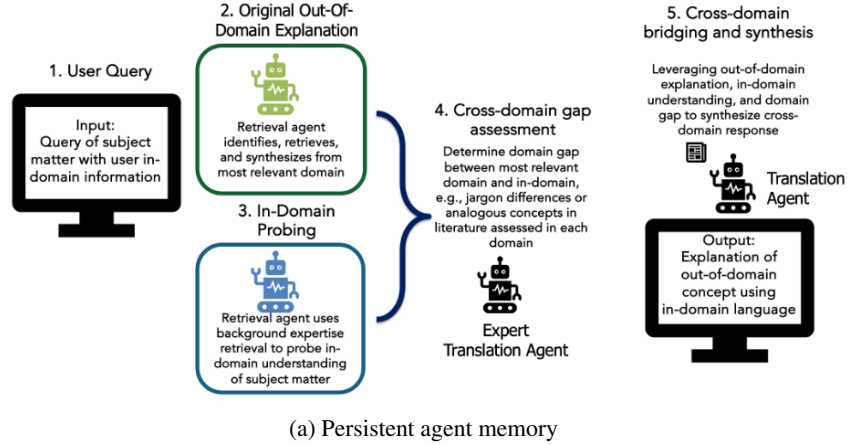 1. User Query
Input:
Query of subject
matter with user in-
domain information
2. Original Out-Of-
Domain Explanation
Retrieval agent
identifies, retrieves,
and synthesizes from
most relevant domain
3. In-Domain
Probing
Retrieval agent uses
background expertise
retrieval to probe in-
domain understanding
of subject matter
4. Cross-domain gap
assessment
Determine domain gap
between most relevant
domain and in-domain,
e.g., jargon differences or
analogous concepts in
literature assessed in each
domain
Expert
Translation Agent
5. Cross-domain
bridging and synthesis
Leveraging out-of-domain
explanation, in-domain
understanding, and domain
gap to synthesize cross-
domain response
Translation
Agent
Output:
Explanation of
out-of-domain
concept using
in-domain language
(a) Persistent agent memory